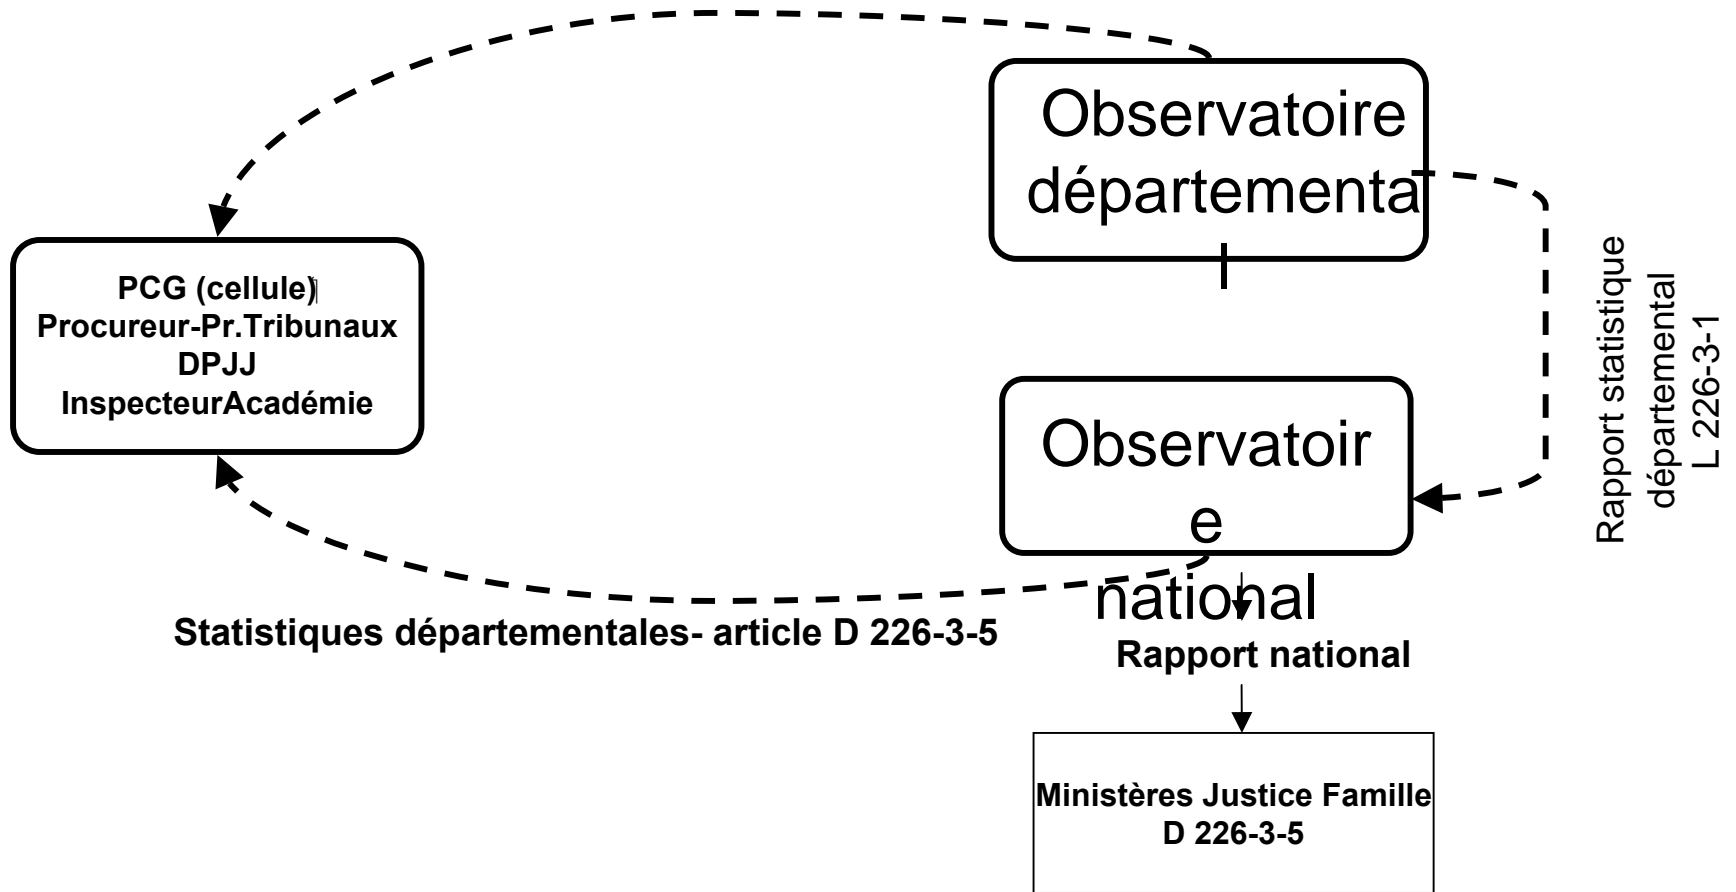 Observatoire
départementa
l
PCG (cellule)
Procureur-Pr.Tribunaux
DPJJ
InspecteurAcadémie
Rapport statistique
départemental
L 226-3-1
Observatoir
e
national
Statistiques départementales- article D 226-3-5
Rapport national
Ministères Justice Famille
D 226-3-5